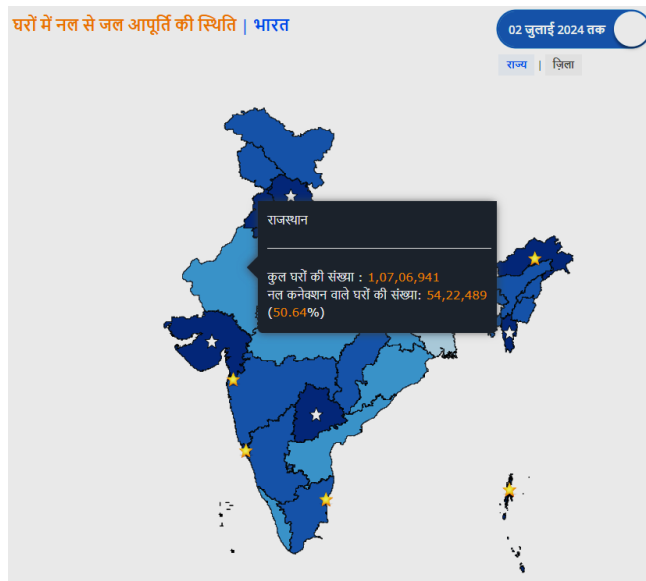 घरों में नल से जल आपूर्ति की स्थिति | भारत
02 जुलाई 2024 तक
राज्य | ज़िला
राजस्थान
कुल घरों की संख्या : 1,07,06,941
नल कनेक्शन वाले घरों की संख्या: 54,22,489
(50.64%)